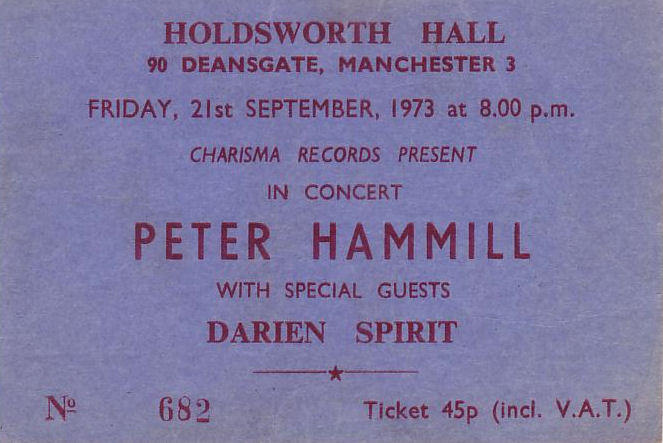 HOLDSWORTH HALL
90 DEANSGATE, MANCHESTER 3
FRIDAY, 21st SEPTEMBER, 1973 at 8.00 p.m.
CHARISMA RECORDS PRESENT
IN CONCERT
PETER HAMMILL
WITH SPECIAL GUESTS
DARIEN SPIRIT
Nº 682 Ticket 45p (incl. V.A.T.)